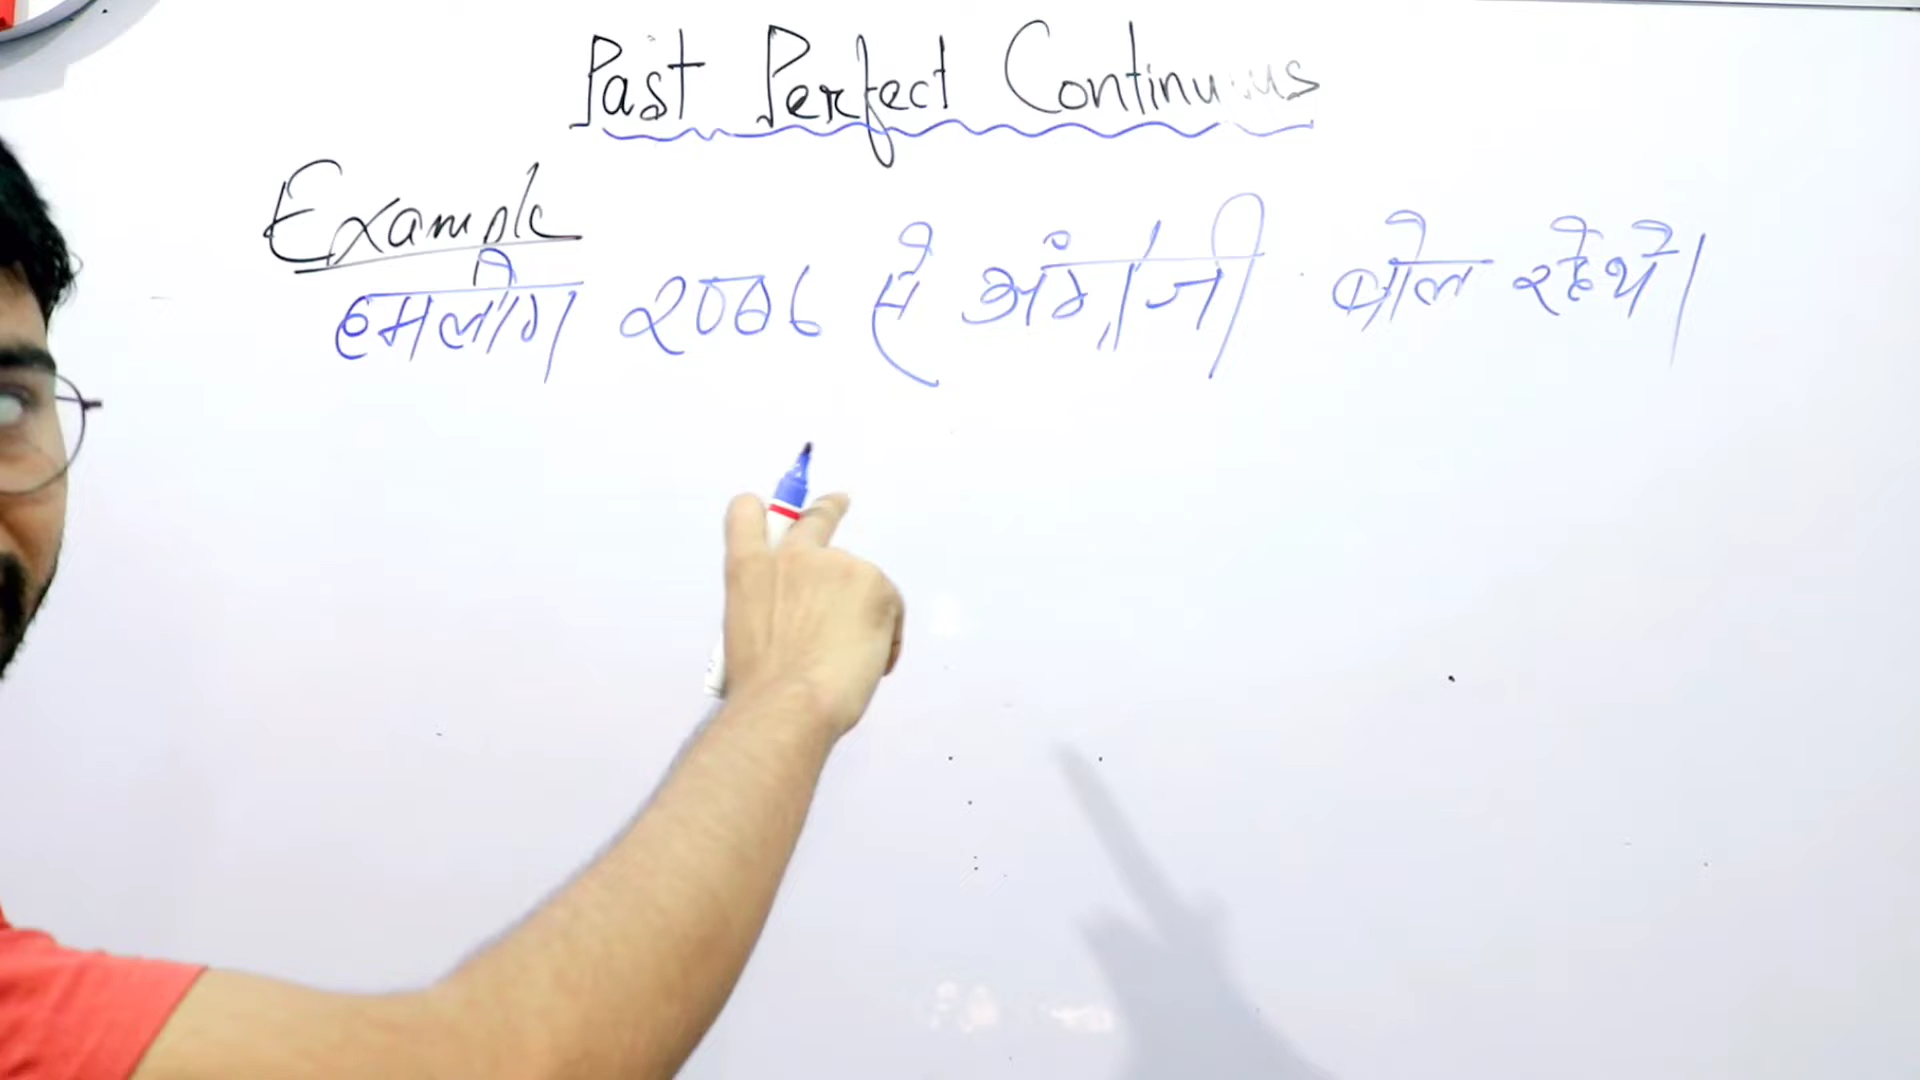 Past Perfect Continuous
Example
हमलोग 2006 से अंग्रेजी बोल रहे थे।